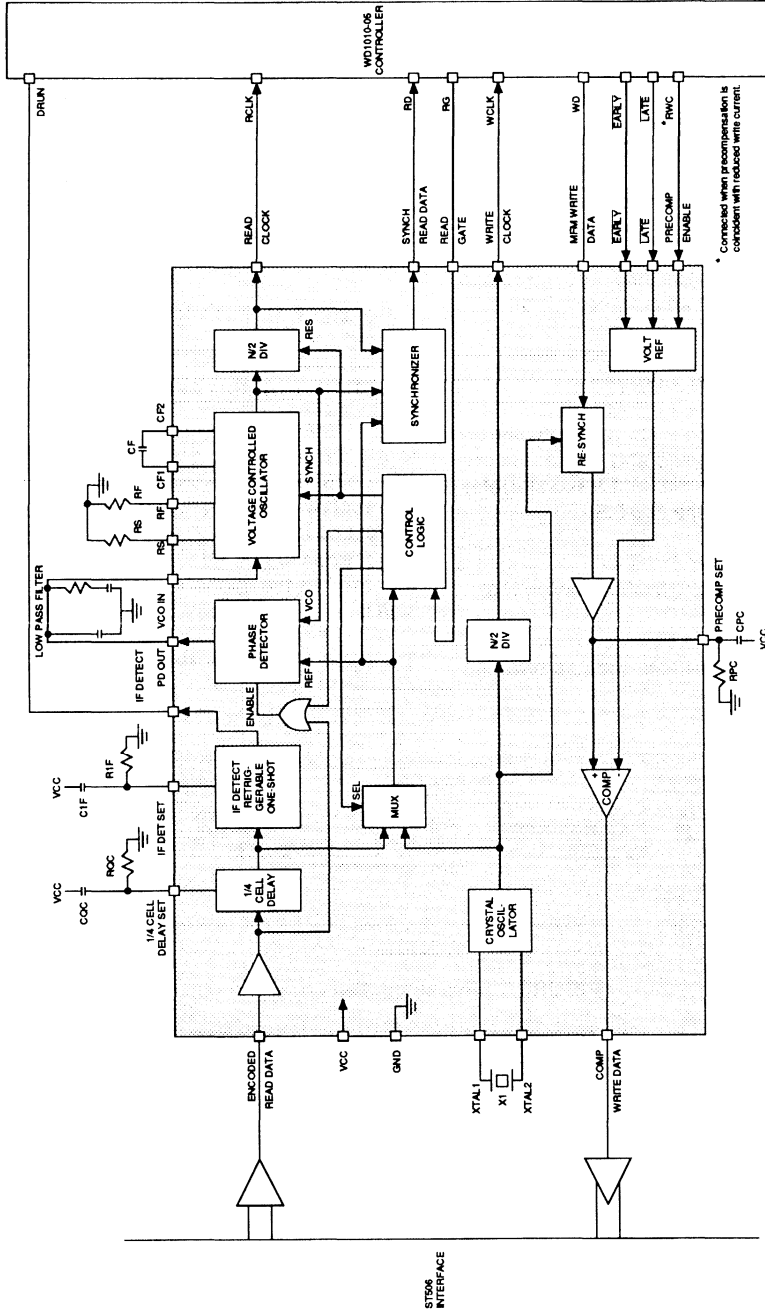 WD1010-05
CONTROLLER
DRUN
RCLK
RD
RG
WCLK
WD
EARLY
LATE
* RWC
READ
CLOCK
SYNCH
READ DATA
READ
GATE
WRITE
CLOCK
MFM WRITE
DATA
EARLY
LATE
PRECOMP
ENABLE
* Connected when precompensation is
coincident with reduced write current.
N/2
DIV
RES
SYNCHRONIZER
VOLT
REF
CF2
CF
CF1
RF
RF
RS
RS
VOLTAGE CONTROLLED
OSCILLATOR
SYNCH
CONTROL
LOGIC
RE-SYNCH
LOW PASS FILTER
VCO IN
PD OUT
IF DETECT
PHASE
DETECTOR
VCO
REF
ENABLE
N/2
DIV
PRECOMP SET
CPC
VCC
RPC
VCC
C1F
R1F
IF DET SET
IF DETECT
RETRIG-
GERABLE
ONE-SHOT
SEL
MUX
COMP
+
-
VCC
CQC
RQC
1/4 CELL
DELAY SET
1/4
CELL
DELAY
CRYSTAL
OSCIL-
LATOR
ENCODED
READ DATA
VCC
GND
XTAL1
X1
XTAL2
COMP
WRITE DATA
ST506
INTERFACE